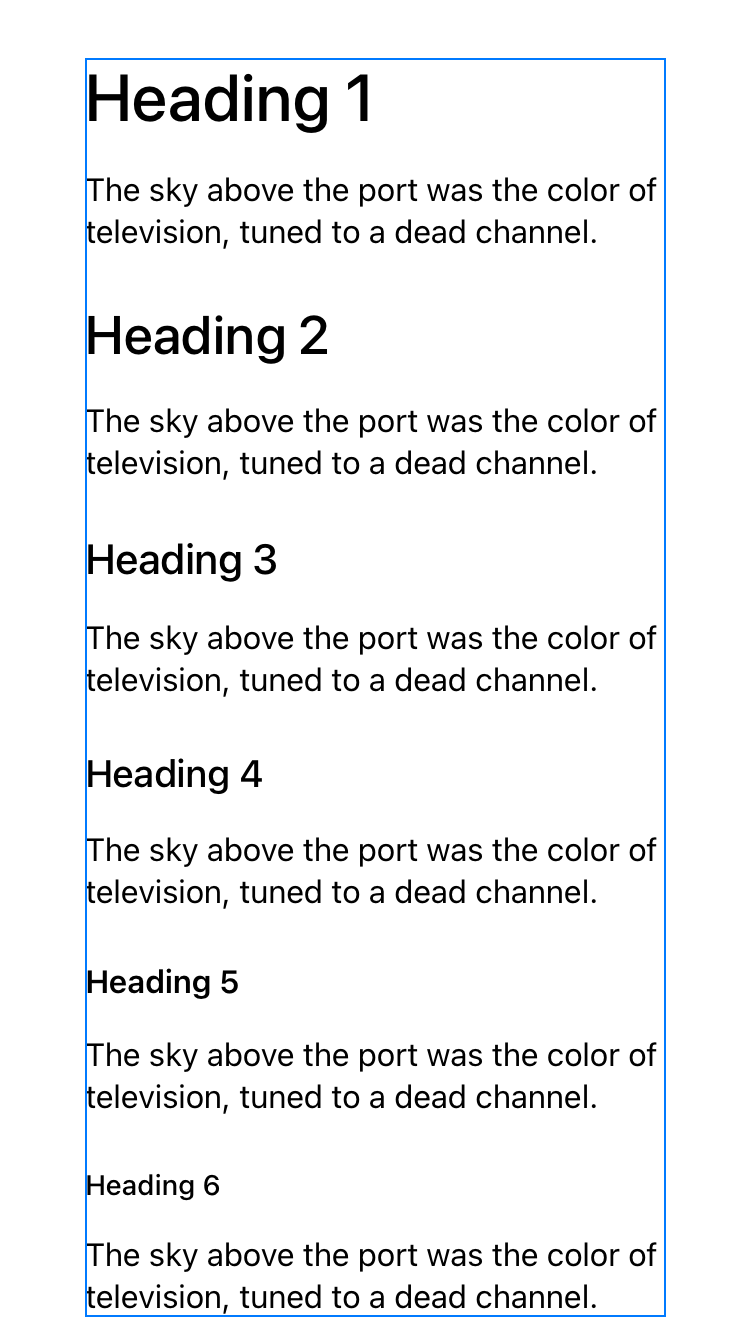 Heading 1
The sky above the port was the color of
television, tuned to a dead channel.
Heading 2
The sky above the port was the color of
television, tuned to a dead channel.
Heading 3
The sky above the port was the color of
television, tuned to a dead channel.
Heading 4
The sky above the port was the color of
television, tuned to a dead channel.
Heading 5
The sky above the port was the color of
television, tuned to a dead channel.
Heading 6
The sky above the port was the color of
television, tuned to a dead channel.